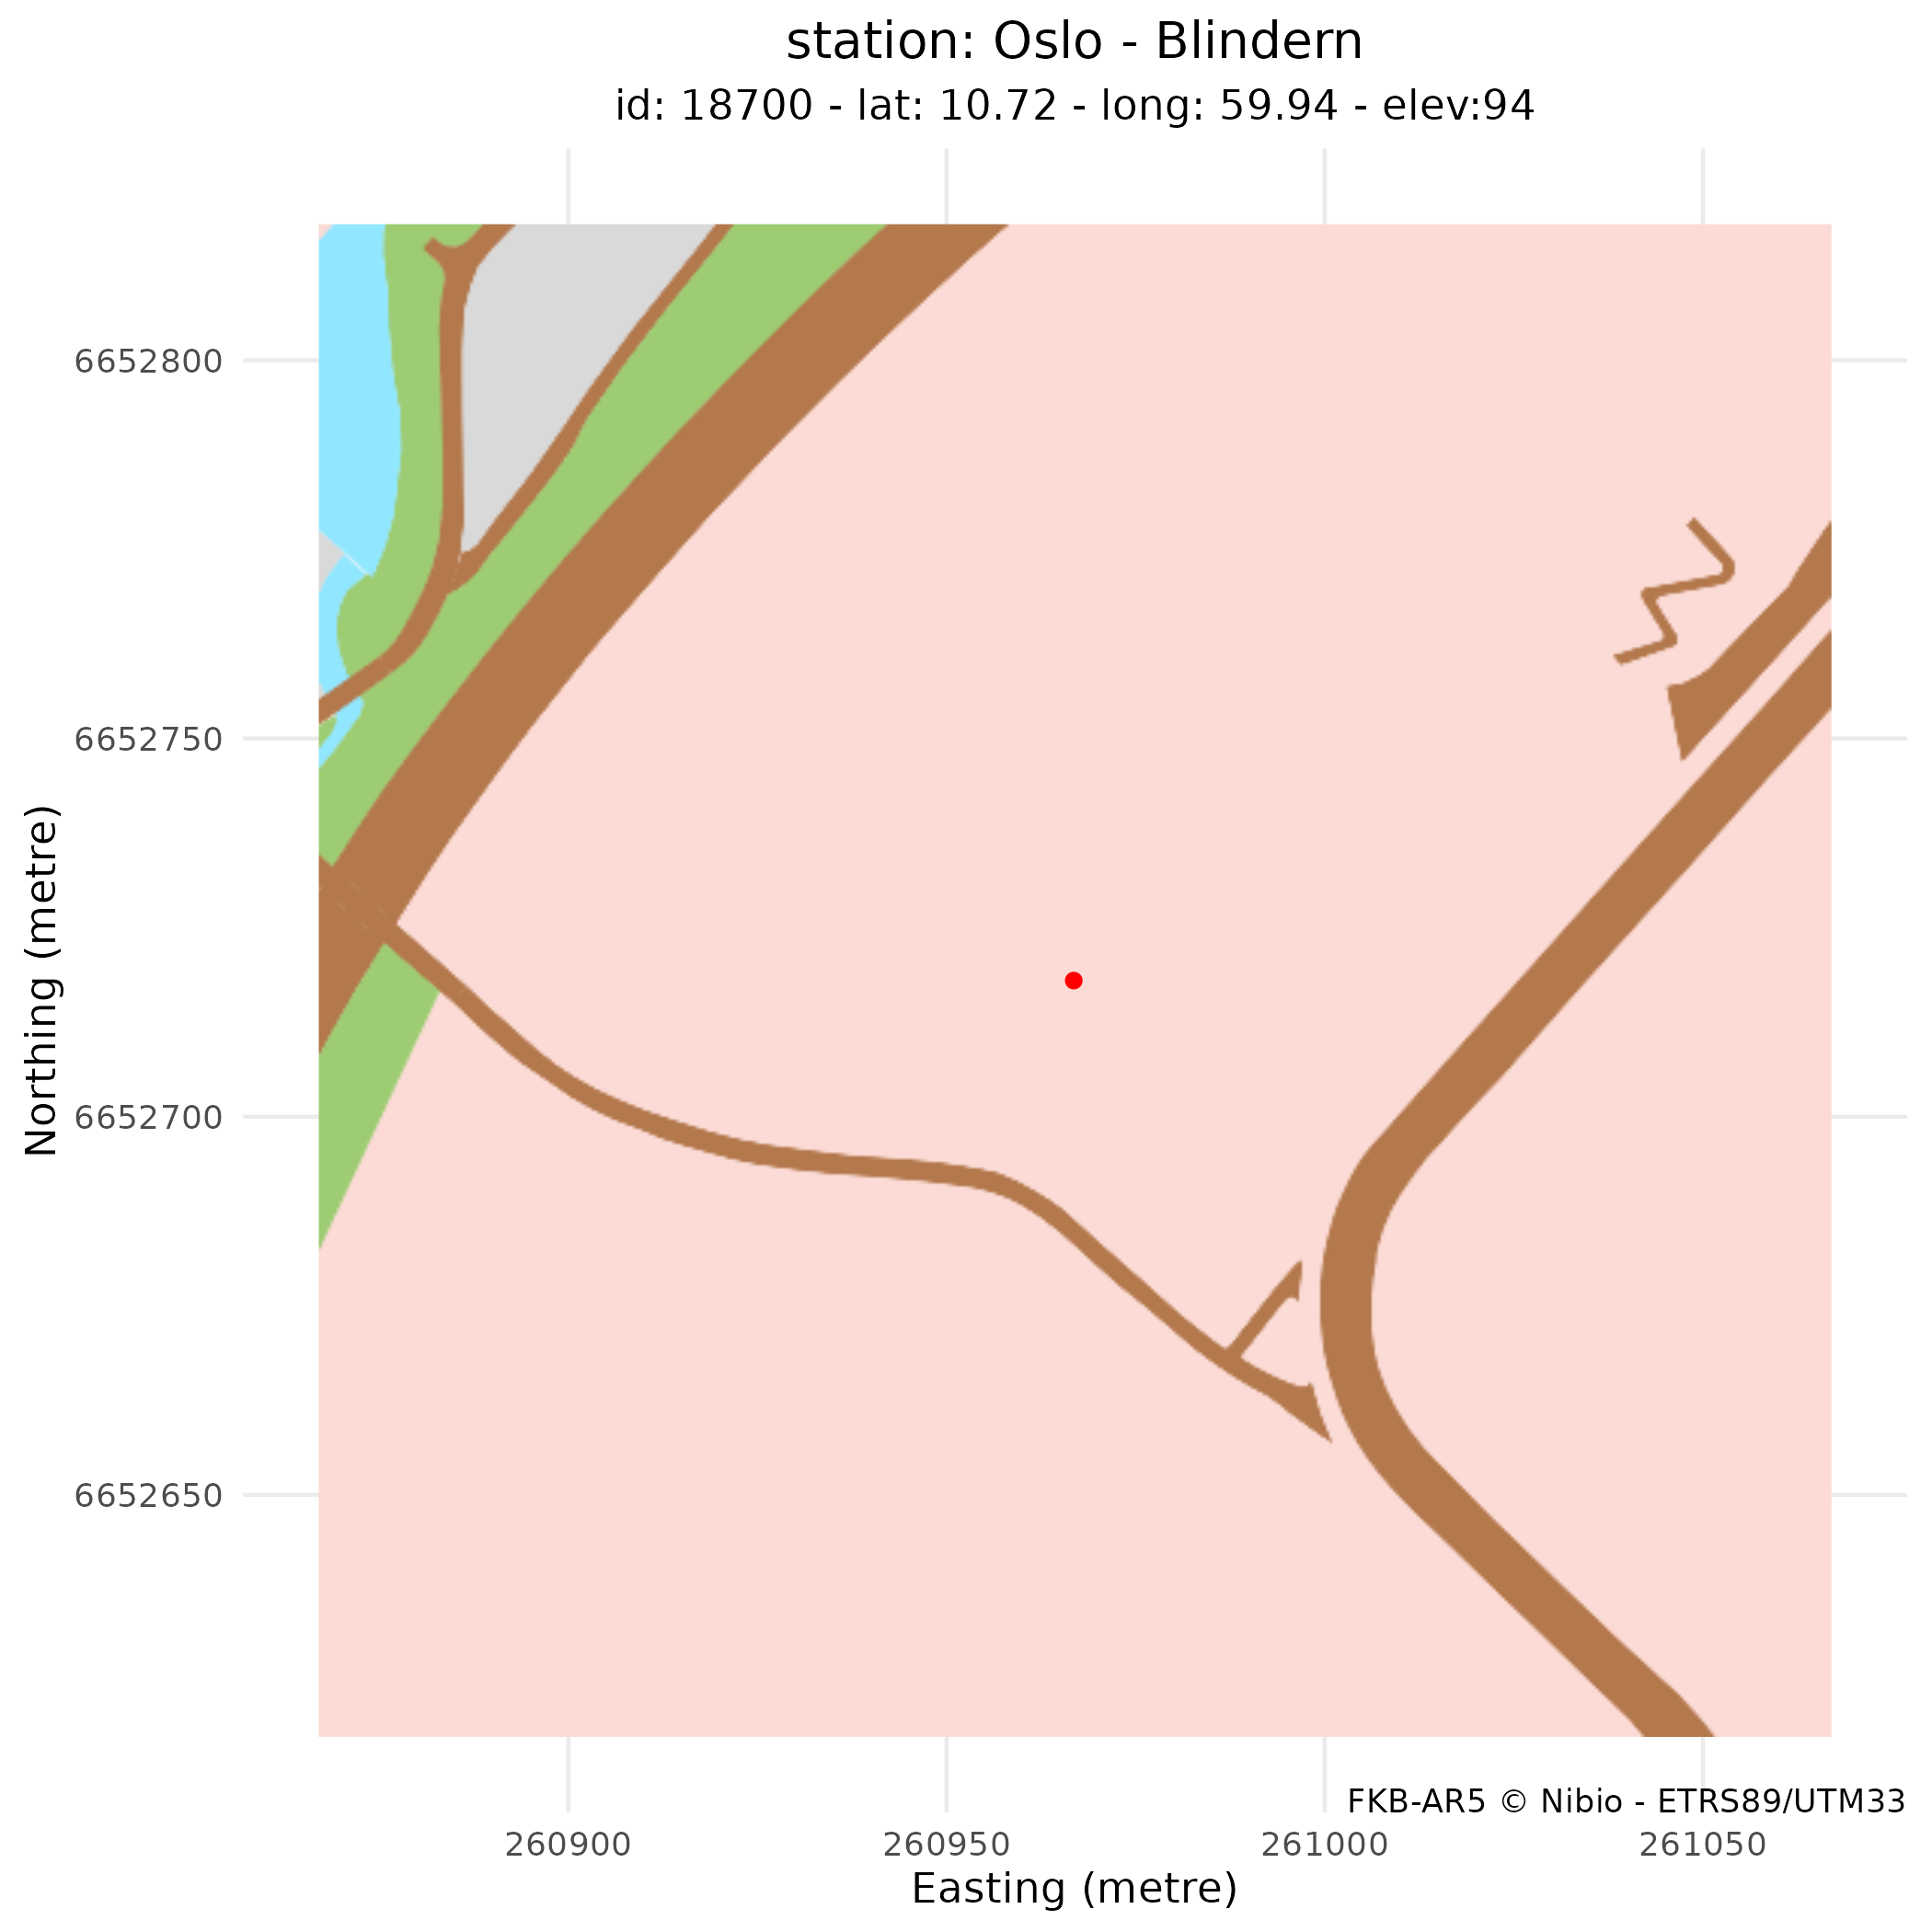 station: Oslo - Blindern
id: 18700 - lat: 10.72 - long: 59.94 - elev:94
6652800
6652750
6652700
6652650
Northing (metre)
FKB-AR5 © Nibio - ETRS89/UTM33
260900
260950
261000
261050
Easting (metre)